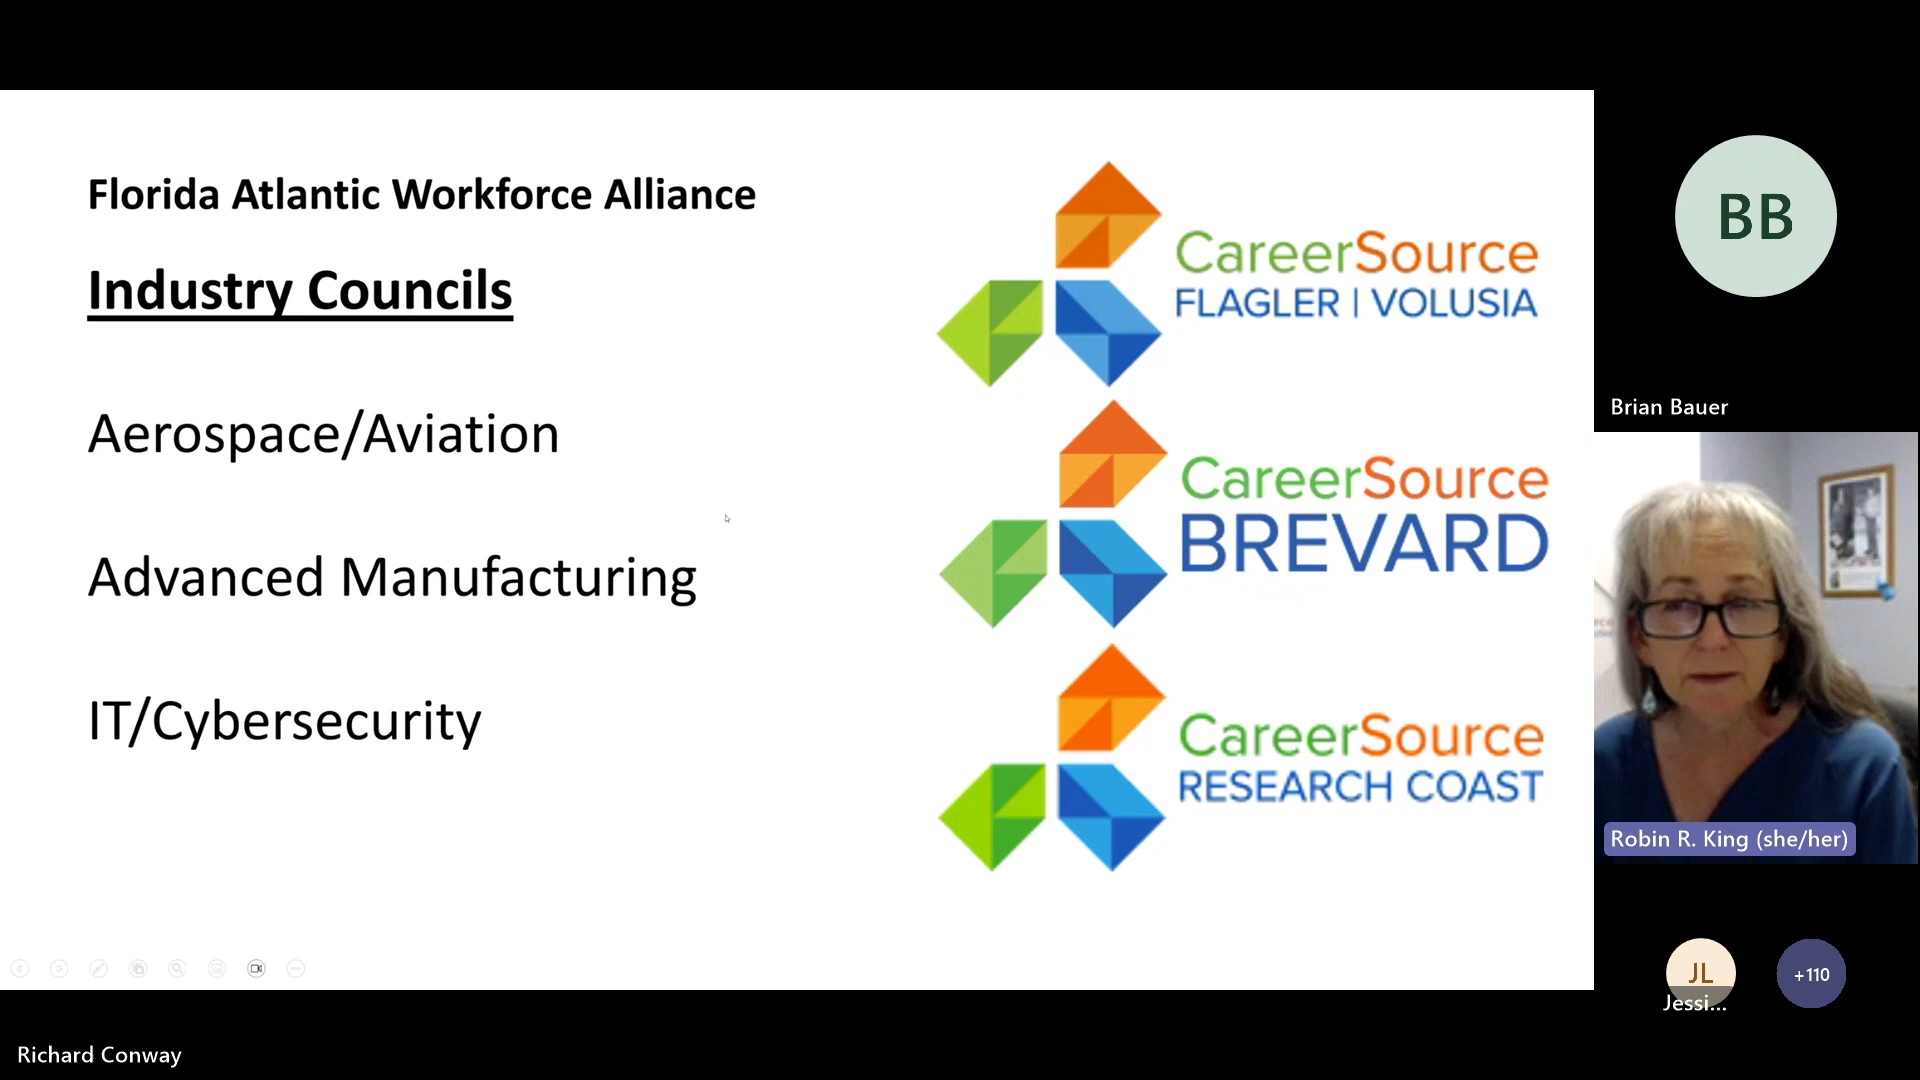 Florida Atlantic Workforce Alliance
Industry Councils
Aerospace/Aviation
Advanced Manufacturing
IT/Cybersecurity
CareerSource
FLAGLER | VOLUSIA
CareerSource
BREVARD
CareerSource
RESEARCH COAST
BB
Brian Bauer
Robin R. King (she/her)
JL
Jessi...
+110
Richard Conway